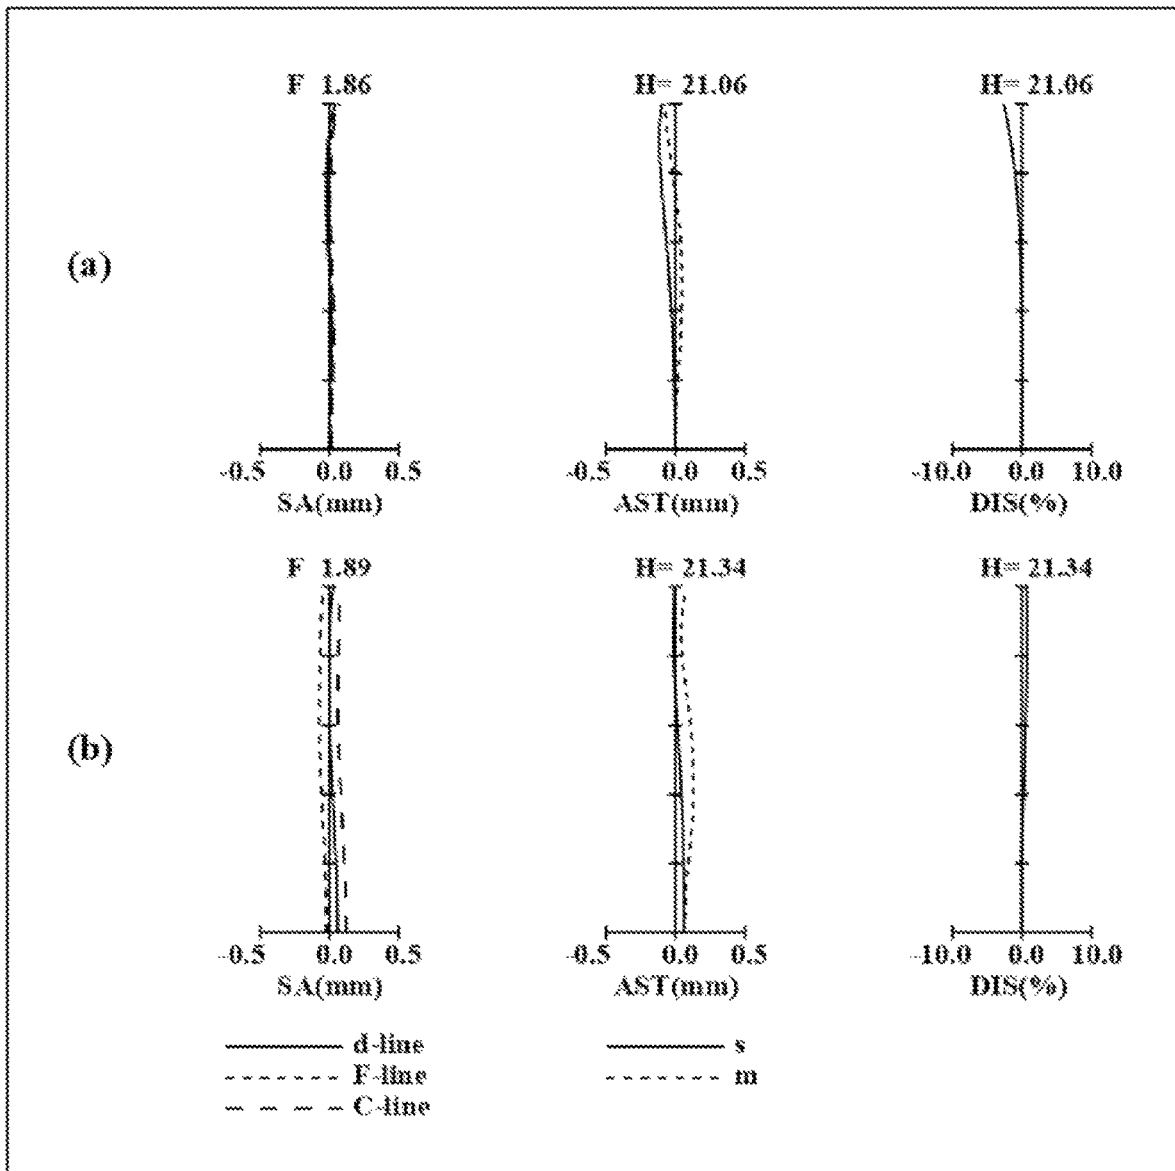 F 1.86 H= 21.06 H= 21.06
(a)
-0.5 0.0 0.5 -0.5 0.0 0.5 -10.0 0.0 10.0
SA(mm) AST(mm) DIS(%)
F 1.89 H= 21.34 H= 21.34
(b)
-0.5 0.0 0.5 -0.5 0.0 0.5 -10.0 0.0 10.0
SA(mm) AST(mm) DIS(%)
d-line s
F-line m
C-line